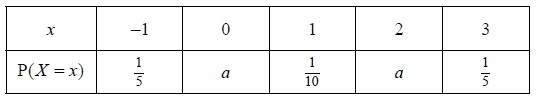 x −1 0 1 2 3
P(X = x) 1/5 a 1/10 a 1/5